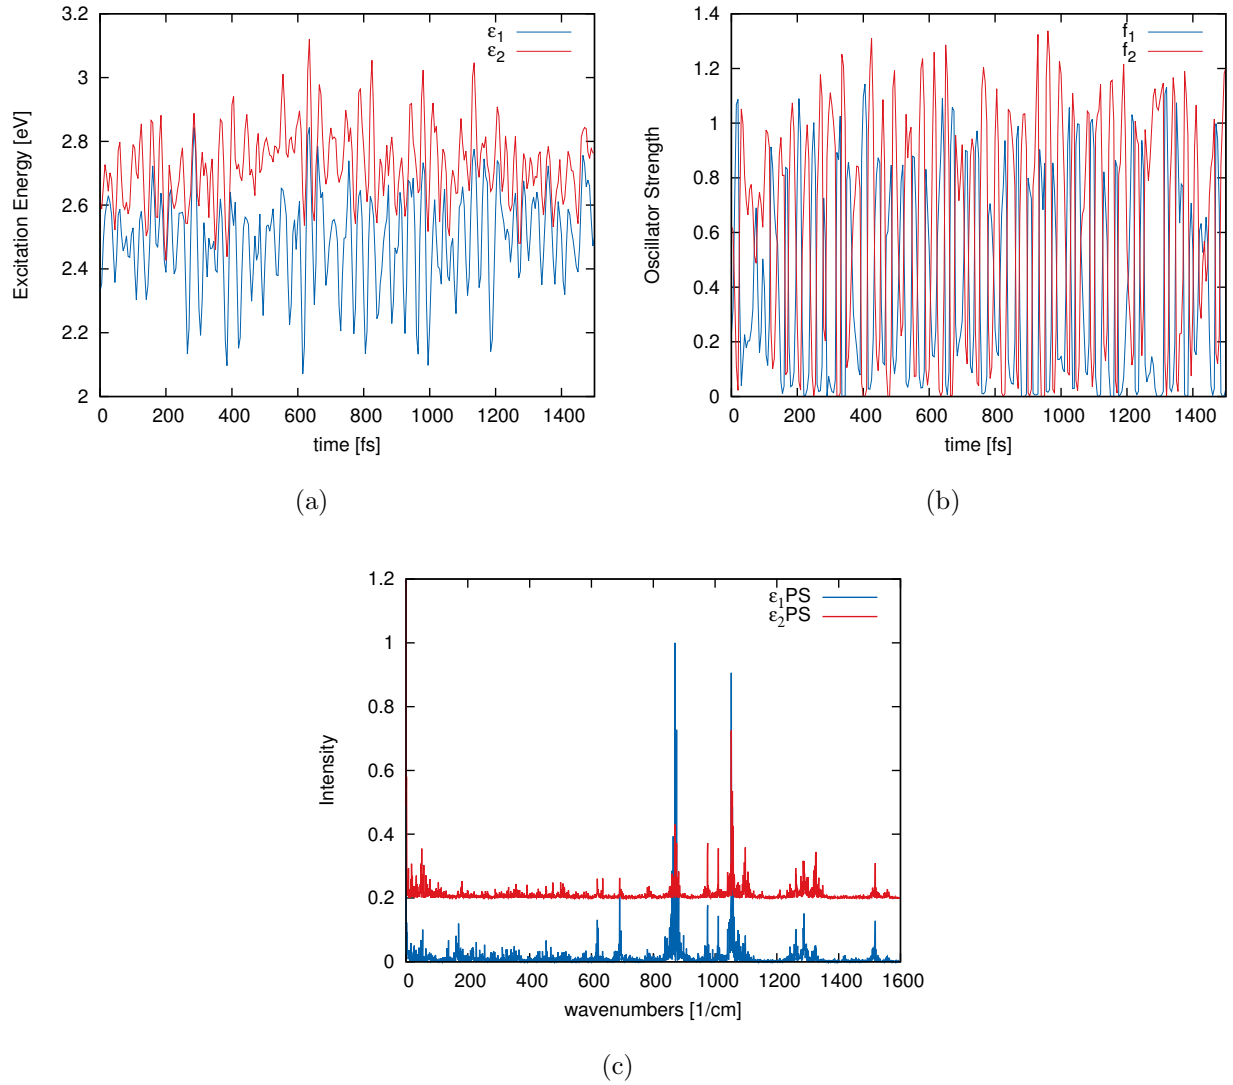 3.2
3
2.8
2.6
2.4
2.2
2
Excitation Energy [eV]
ε1
ε2
0 200 400 600 800 1000 1200 1400
time [fs]
(a)
1.4
1.2
1
0.8
0.6
0.4
0.2
0
Oscillator Strength
f1
f2
0 200 400 600 800 1000 1200 1400
time [fs]
(b)
1.2
1
0.8
0.6
0.4
0.2
0
Intensity
ε1PS
ε2PS
0 200 400 600 800 1000 1200 1400 1600
wavenumbers [1/cm]
(c)